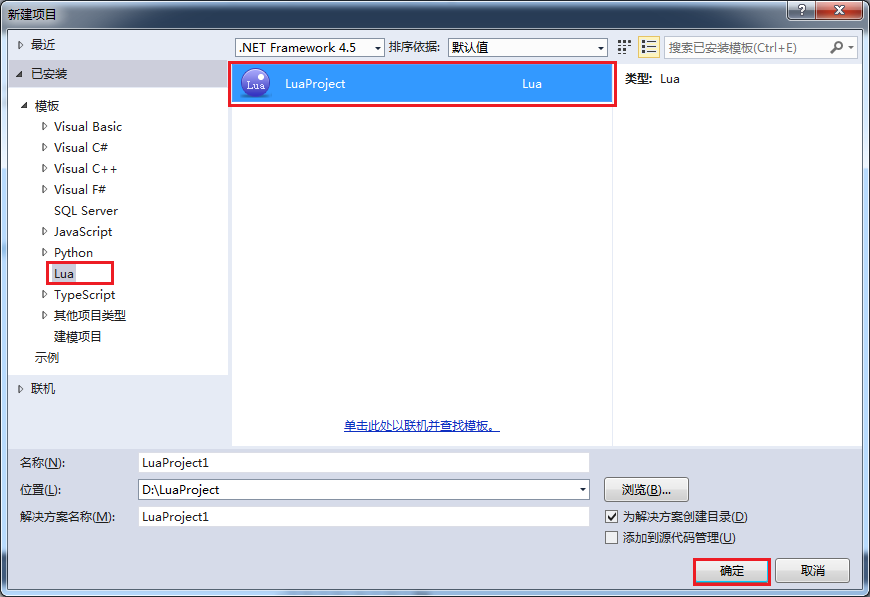 新建项目
最近
.NET Framework 4.5 排序依据: 默认值 搜索已安装模板(Ctrl+E)
已安装
Lua LuaProject Lua
类型: Lua
模板
Visual Basic
Visual C#
Visual C++
Visual F#
SQL Server
JavaScript
Python
Lua
TypeScript
其他项目类型
建模项目
示例
联机
单击此处以联机并查找模板。
名称(N): LuaProject1
位置(L): D:\LuaProject 浏览(B)...
解决方案名称(M): LuaProject1 为解决方案创建目录(D)
添加到源代码管理(U)
确定 取消